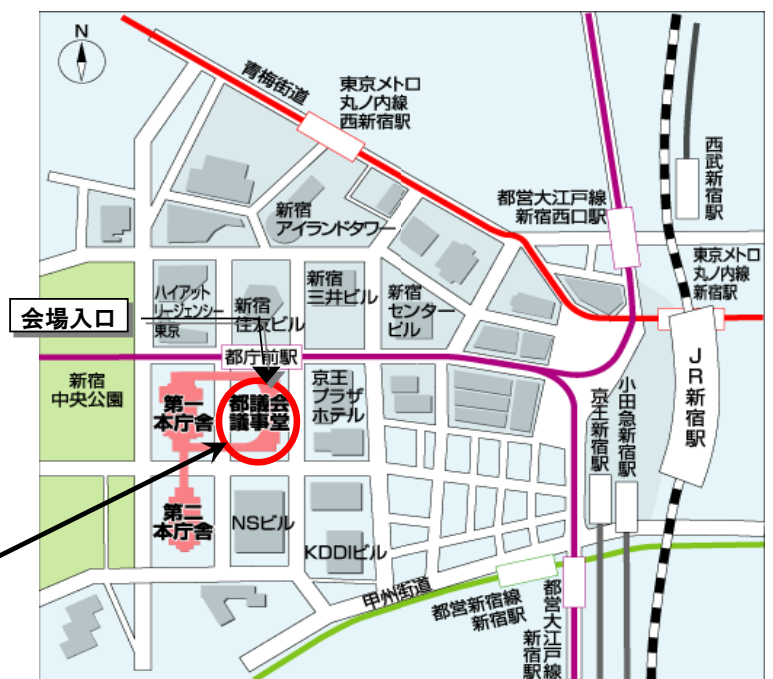 N
青梅街道
東京メトロ
丸ノ内線
西新宿駅
西武新宿駅
都営大江戸線
新宿西口駅
新宿
アイランドタワー
東京メトロ
丸ノ内線
新宿駅
ハイアット
リージェンシー
東京
新宿
住友ビル
新宿
三井ビル
新宿
センター
ビル
会場入口
都庁前駅
JR新宿駅
新宿
中央公園
第一
本庁舎
都議会
議事堂
京王
プラザ
ホテル
小田急新宿駅
京王新宿駅
第二
本庁舎
NSビル
KDDIビル
甲州街道
都営新宿線
新宿駅
都営大江戸線
新宿駅